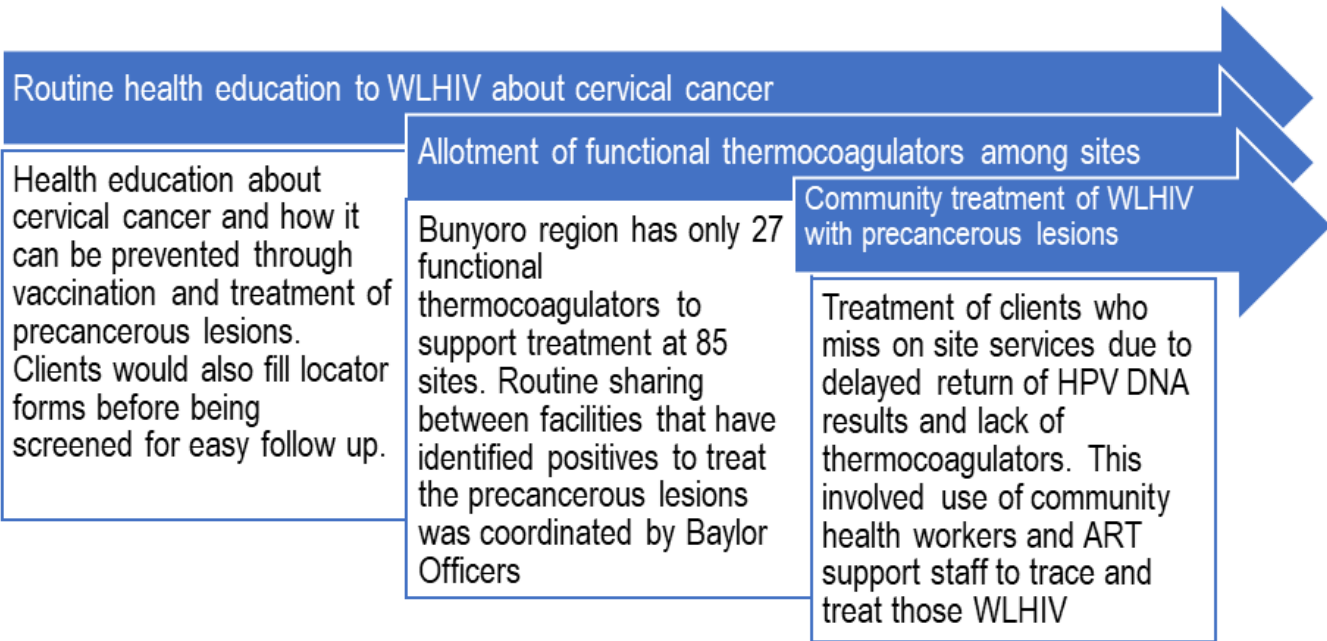 Routine health education to WLHIV about cervical cancer
Health education about
cervical cancer and how it
can be prevented through
vaccination and treatment of
precancerous lesions.
Clients would also fill locator
forms before being
screened for easy follow up.
Allotment of functional thermocoagulators among sites
Bunyoro region has only 27
functional
thermocoagulators to
support treatment at 85
sites. Routine sharing
between facilities that have
identified positives to treat
the precancerous lesions
was coordinated by Baylor
Officers
Community treatment of WLHIV
with precancerous lesions
Treatment of clients who
miss on site services due to
delayed return of HPV DNA
results and lack of
thermocoagulators. This
involved use of community
health workers and ART
support staff to trace and
treat those WLHIV